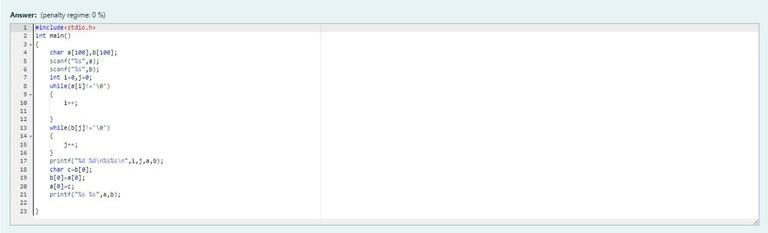 Answer: (penalty regime: 0 %)
1 #include<stdio.h>
2 int main()
3 {
4 char a[100],b[100];
5 scanf("%s",a);
6 scanf("%s",b);
7 int i=0,j=0;
8 while(a[i]!='\0')
9 {
10 i++;
11
12 }
13 while(b[j]!='\0')
14 {
15 j++;
16 }
17 printf("%d %d\n%s%s\n",i,j,a,b);
18 char c=b[0];
19 b[0]=a[0];
20 a[0]=c;
21 printf("%s %s",a,b);
22
23 }